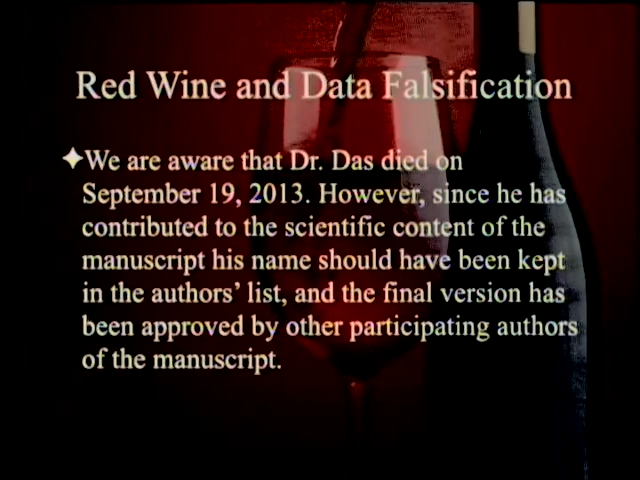 Red Wine and Data Falsification
We are aware that Dr. Das died on
September 19, 2013. However, since he has
contributed to the scientific content of the
manuscript his name should have been kept
in the authors' list, and the final version has
been approved by other participating authors
of the manuscript.